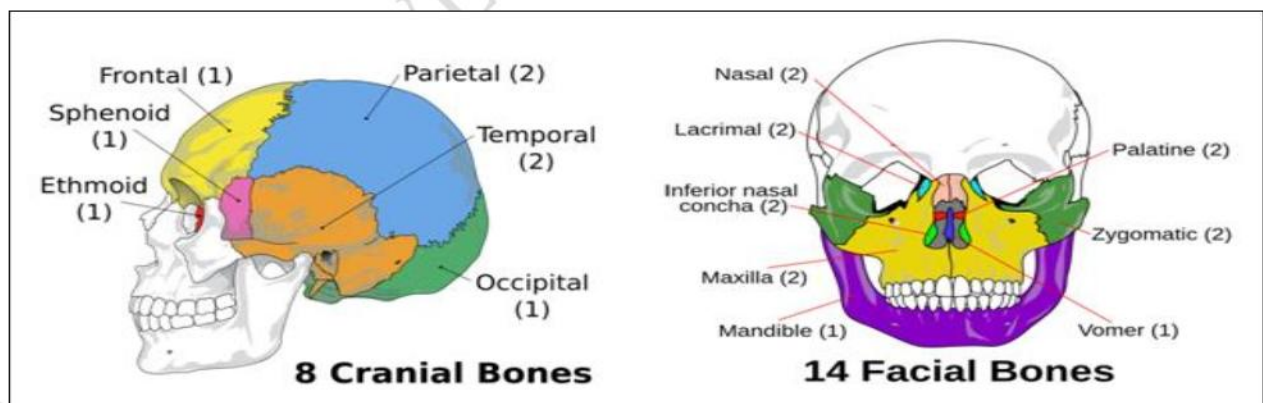 Frontal (1)
Parietal (2)
Sphenoid
(1)
Temporal
(2)
Ethmoid
(1)
Occipital
(1)
8 Cranial Bones
Nasal (2)
Lacrimal (2)
Palatine (2)
Inferior nasal
concha (2)
Zygomatic (2)
Maxilla (2)
Mandible (1)
Vomer (1)
14 Facial Bones